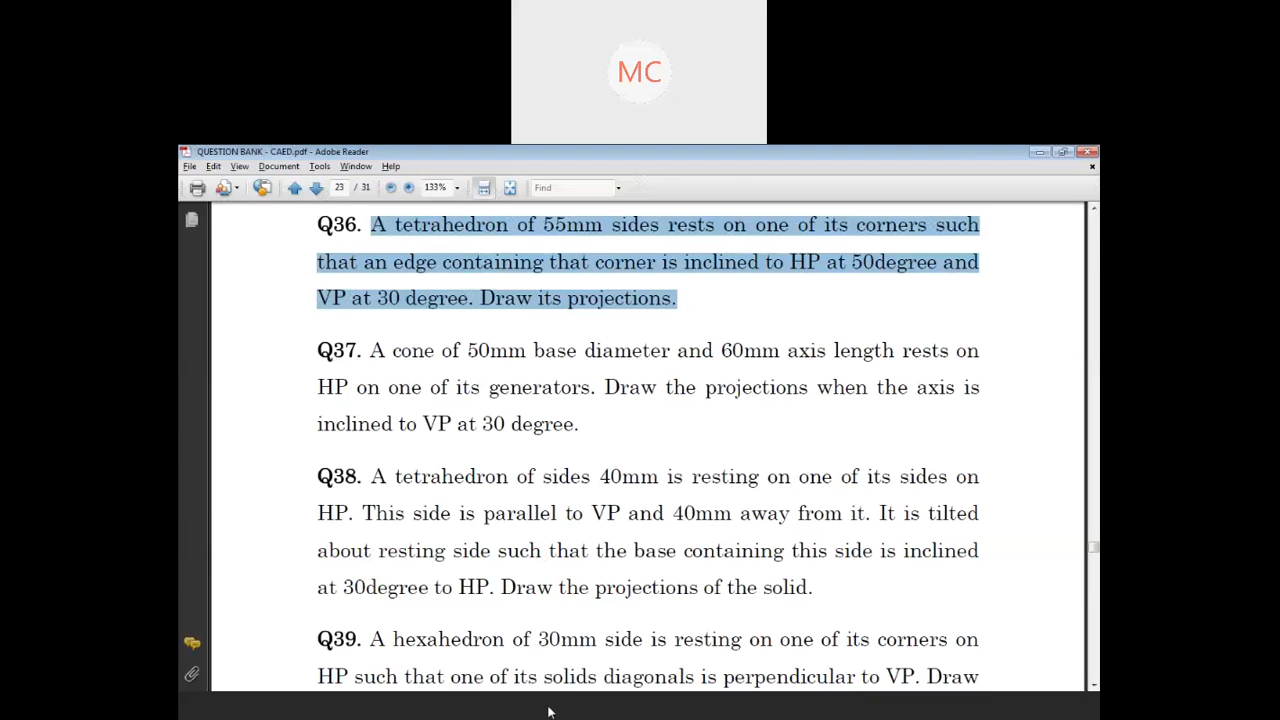 MC
QUESTION BANK - CAED.pdf - Adobe Reader
File Edit View Document Tools Window Help
23 / 31 133% Find
Q36. A tetrahedron of 55mm sides rests on one of its corners such
that an edge containing that corner is inclined to HP at 50degree and
VP at 30 degree. Draw its projections.
Q37. A cone of 50mm base diameter and 60mm axis length rests on
HP on one of its generators. Draw the projections when the axis is
inclined to VP at 30 degree.
Q38. A tetrahedron of sides 40mm is resting on one of its sides on
HP. This side is parallel to VP and 40mm away from it. It is tilted
about resting side such that the base containing this side is inclined
at 30degree to HP. Draw the projections of the solid.
Q39. A hexahedron of 30mm side is resting on one of its corners on
HP such that one of its solids diagonals is perpendicular to VP. Draw